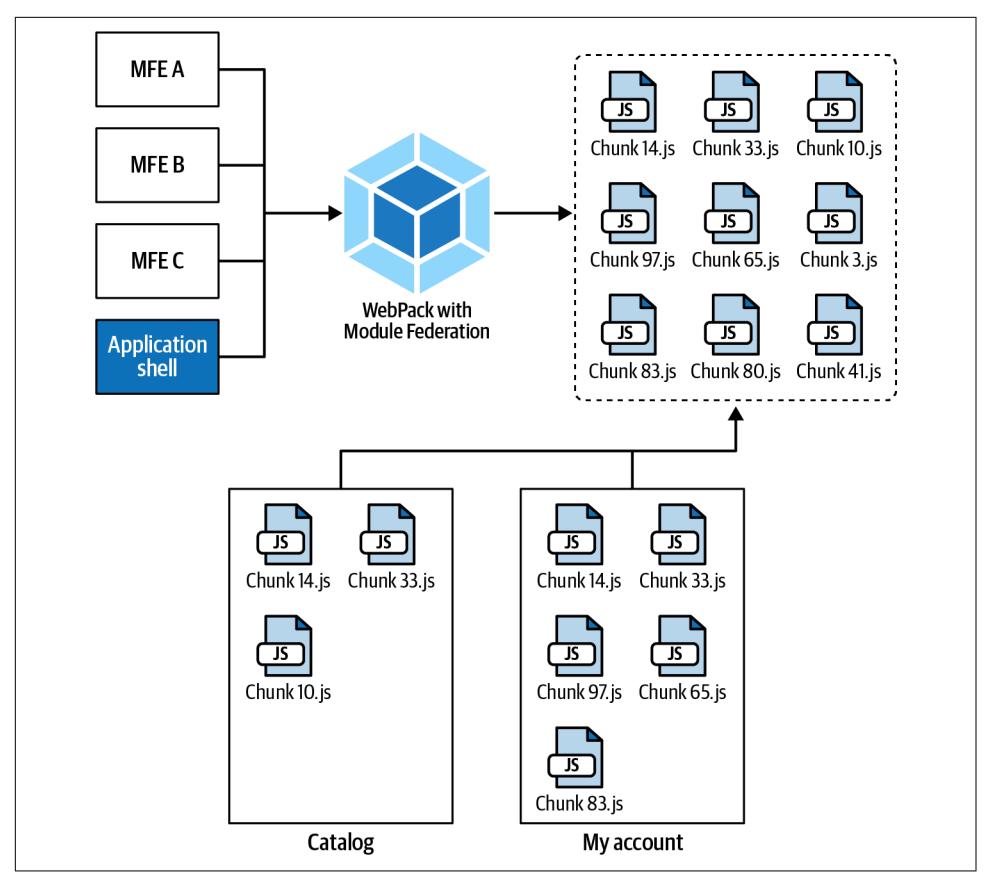 MFE A
MFE B
MFE C
Application
shell
WebPack with
Module Federation
JS JS JS
Chunk 14.js Chunk 33.js Chunk 10.js
JS JS JS
Chunk 97.js Chunk 65.js Chunk 3.js
JS JS JS
Chunk 83.js Chunk 80.js Chunk 41.js
JS JS
Chunk 14.js Chunk 33.js
JS
Chunk 10.js
Catalog
JS JS
Chunk 14.js Chunk 33.js
JS JS
Chunk 97.js Chunk 65.js
JS
Chunk 83.js
My account